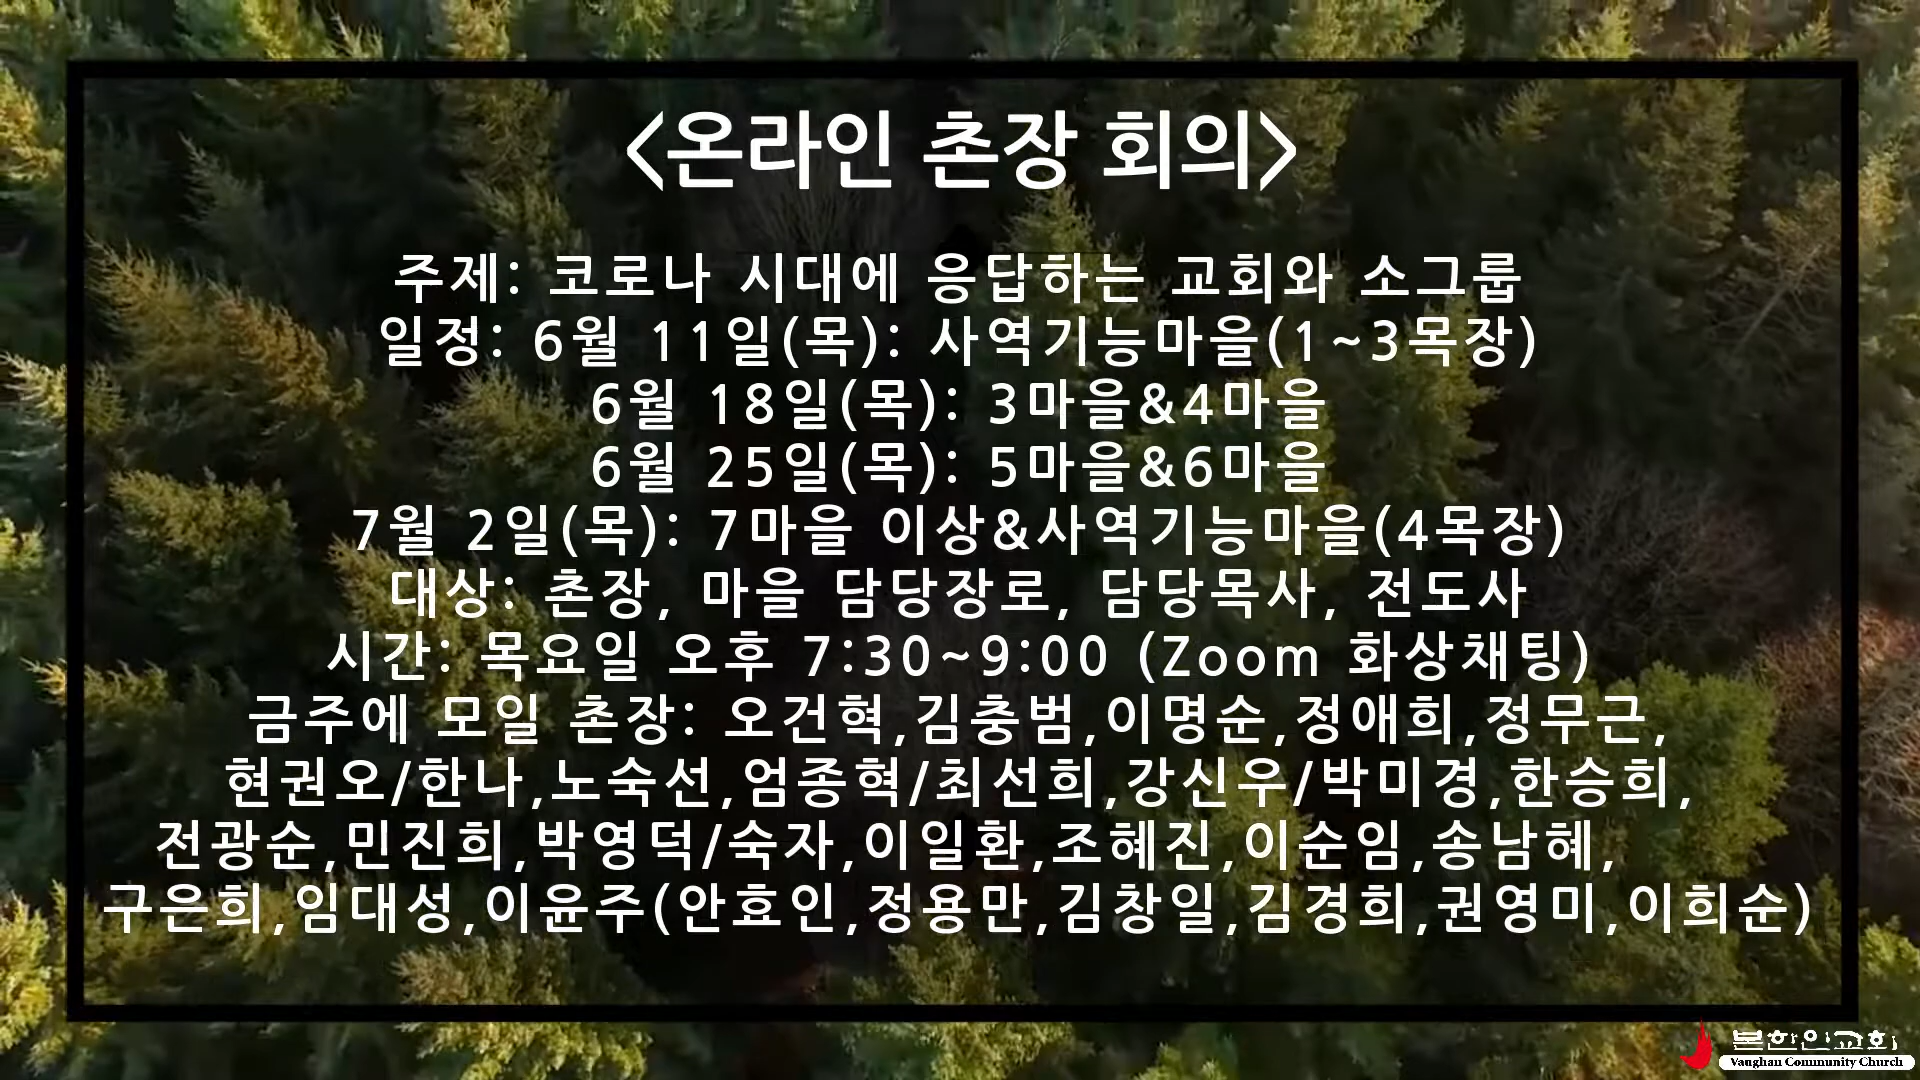 <온라인 촌장 회의>
주제: 코로나 시대에 응답하는 교회와 소그룹
일정: 6월 11일(목): 사역기능마을(1~3목장)
6월 18일(목): 3마을&4마을
6월 25일(목): 5마을&6마을
7월 2일(목): 7마을 이상&사역기능마을(4목장)
대상: 촌장, 마을 담당장로, 담당목사, 전도사
시간: 목요일 오후 7:30~9:00 (Zoom 화상채팅)
금주에 모일 촌장: 오건혁,김충범,이명순,정애희,정무근,
현권오/한나,노숙선,엄종혁/최선희,강신우/박미경,한승희,
전광순,민진희,박영덕/숙자,이일환,조혜진,이순임,송남혜,
구은희,임대성,이윤주(안효인,정용만,김창일,김경희,권영미,이희순)
본한인교회
Vaughan Community Church